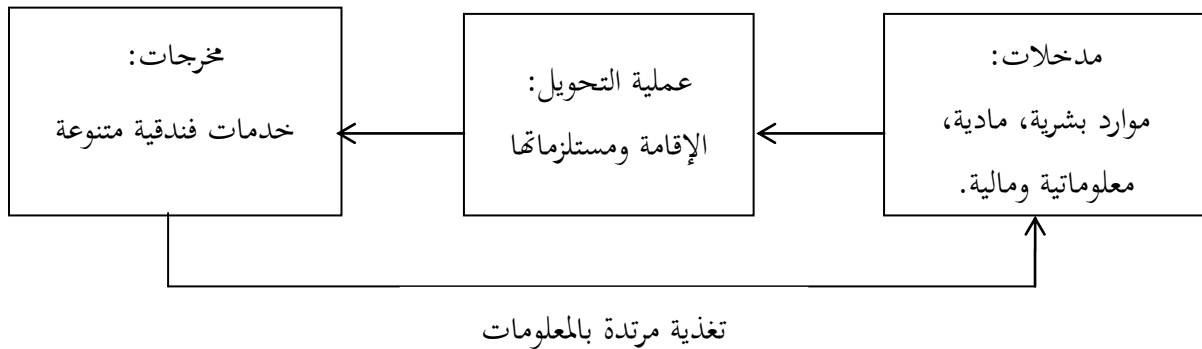 مدخلات:
موارد بشرية، مادية،
معلوماتية ومالية.
عملية التحويل:
الإقامة ومستلزماتها
مخرجات:
خدمات فندقية متنوعة
تغذية مرتدة بالمعلومات